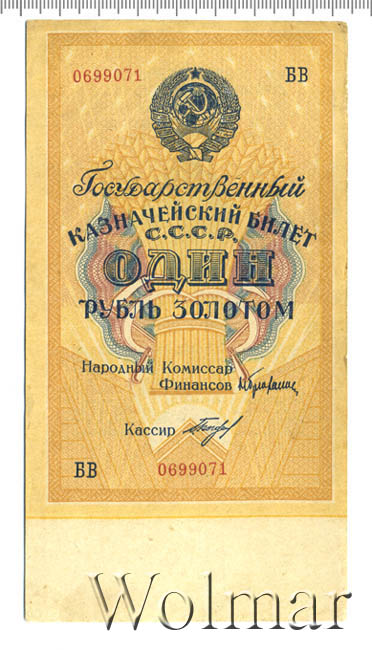 0699071 БВ
Государственный
КАЗНАЧЕЙСКИЙ БИЛЕТ
С.С.С.Р.
ОДИН
РУБЛЬ ЗОЛОТОМ
Народный Комиссар
Финансов
Кассир
БВ 0699071
Wolmar